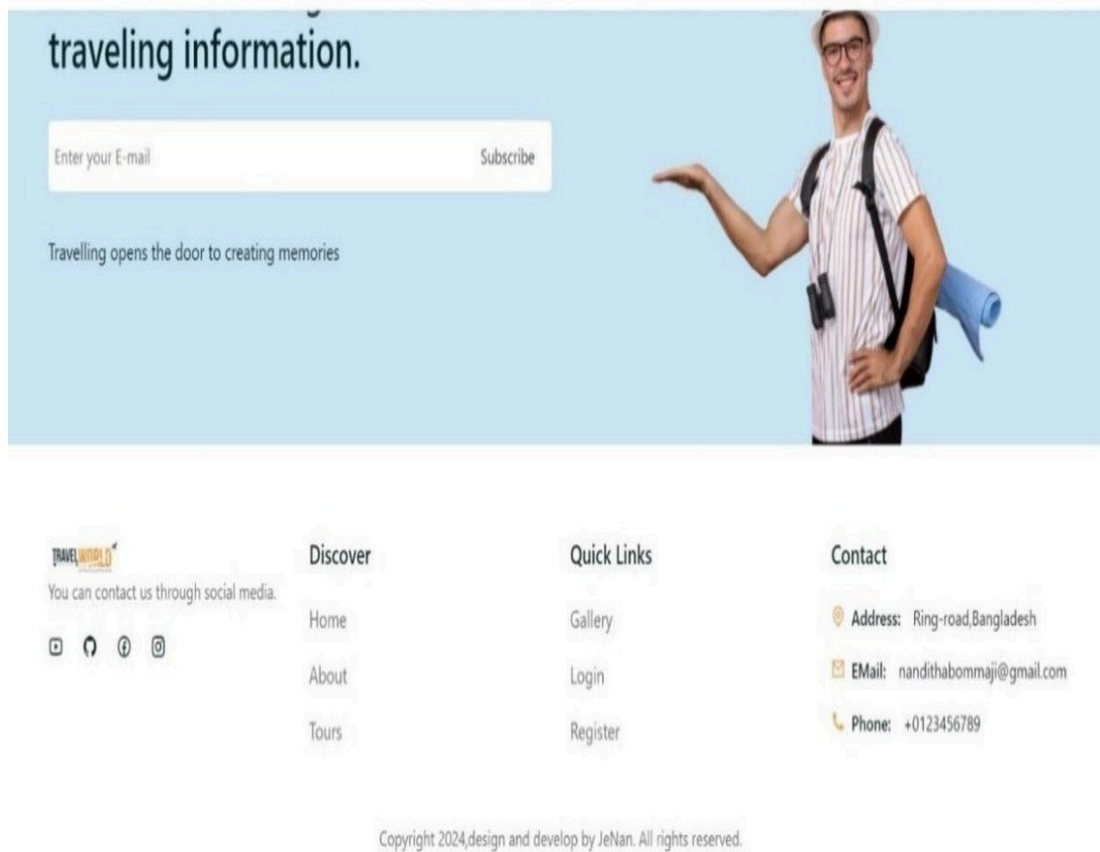 traveling information.
Enter your E-mail
Subscribe
Travelling opens the door to creating memories
TRAVEL WORLD
You can contact us through social media.
Discover
Home
About
Tours
Quick Links
Gallery
Login
Register
Contact
Address: Ring-road,Bangladesh
EMail: nandithabommaji@gmail.com
Phone: +0123456789
Copyright 2024,design and develop by JeNan. All rights reserved.